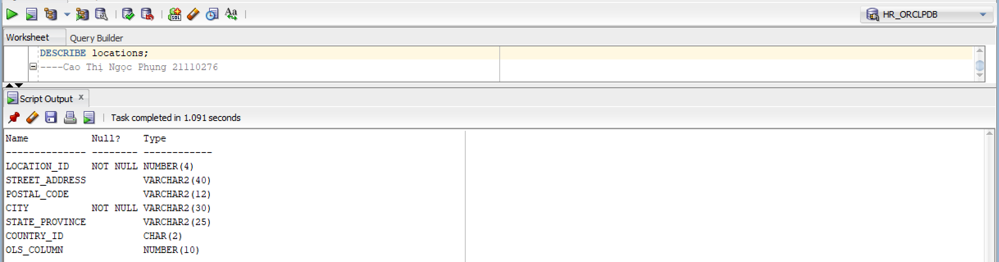 HR_ORCLPDB
Worksheet Query Builder
DESCRIBE locations;
----Cao Thị Ngọc Phụng 21110276
Script Output x
Task completed in 1.091 seconds
Name           Null?    Type
-------------- -------- ------------
LOCATION_ID    NOT NULL NUMBER(4)
STREET_ADDRESS          VARCHAR2(40)
POSTAL_CODE             VARCHAR2(12)
CITY           NOT NULL VARCHAR2(30)
STATE_PROVINCE          VARCHAR2(25)
COUNTRY_ID              CHAR(2)
OLS_COLUMN              NUMBER(10)